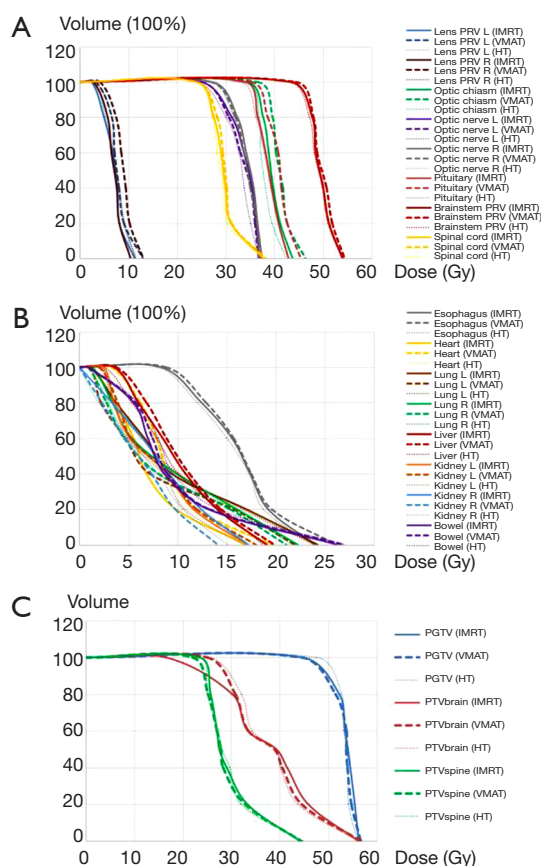 A
Volume (100%)
120
100
80
60
40
20
0
0 10 20 30 40 50 60
Dose (Gy)
Lens PRV L (IMRT)
Lens PRV L (VMAT)
Lens PRV L (HT)
Lens PRV R (IMRT)
Lens PRV R (VMAT)
Lens PRV R (HT)
Optic chiasm (IMRT)
Optic chiasm (VMAT)
Optic chiasm (HT)
Optic nerve L (IMRT)
Optic nerve L (VMAT)
Optic nerve L (HT)
Optic nerve R (IMRT)
Optic nerve R (VMAT)
Optic nerve R (HT)
Pituitary (IMRT)
Pituitary (VMAT)
Pituitary (HT)
Brainstem PRV (IMRT)
Brainstem PRV (VMAT)
Brainstem PRV (HT)
Spinal cord (IMRT)
Spinal cord (VMAT)
Spinal cord (HT)
B
Volume (100%)
120
100
80
60
40
20
0
0 5 10 15 20 25 30
Dose (Gy)
Esophagus (IMRT)
Esophagus (VMAT)
Esophagus (HT)
Heart (IMRT)
Heart (VMAT)
Heart (HT)
Lung L (IMRT)
Lung L (VMAT)
Lung L (HT)
Lung R (IMRT)
Lung R (VMAT)
Lung R (HT)
Liver (IMRT)
Liver (VMAT)
Liver (HT)
Kidney L (IMRT)
Kidney L (VMAT)
Kidney L (HT)
Kidney R (IMRT)
Kidney R (VMAT)
Kidney R (HT)
Bowel (IMRT)
Bowel (VMAT)
Bowel (HT)
C
Volume
120
100
80
60
40
20
0
0 10 20 30 40 50 60
Dose (Gy)
PGTV (IMRT)
PGTV (VMAT)
PGTV (HT)
PTVbrain (IMRT)
PTVbrain (VMAT)
PTVbrain (HT)
PTVspine (IMRT)
PTVspine (VMAT)
PTVspine (HT)